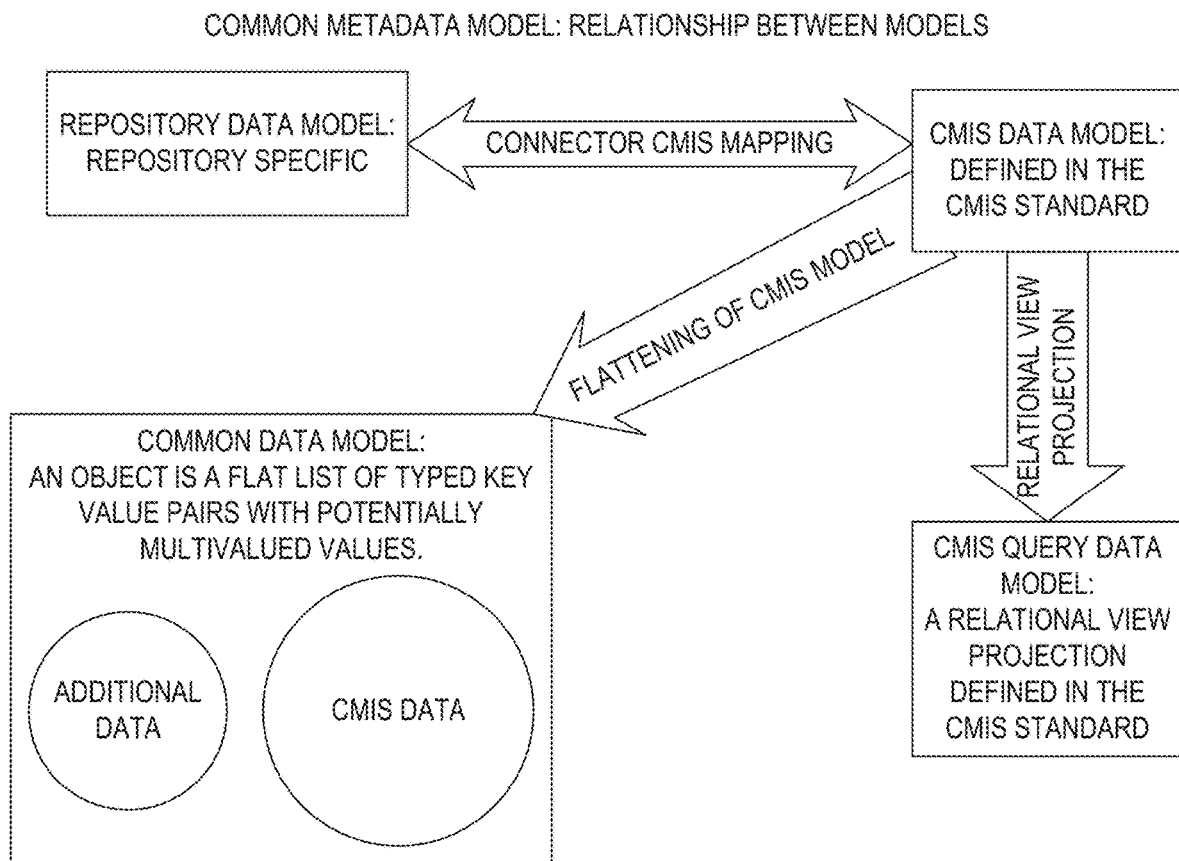 COMMON METADATA MODEL: RELATIONSHIP BETWEEN MODELS
REPOSITORY DATA MODEL:
REPOSITORY SPECIFIC
CONNECTOR CMIS MAPPING
CMIS DATA MODEL:
DEFINED IN THE
CMIS STANDARD
FLATTENING OF CMIS MODEL
RELATIONAL VIEW
PROJECTION
COMMON DATA MODEL:
AN OBJECT IS A FLAT LIST OF TYPED KEY
VALUE PAIRS WITH POTENTIALLY
MULTIVALUED VALUES.
ADDITIONAL
DATA
CMIS DATA
CMIS QUERY DATA
MODEL:
A RELATIONAL VIEW
PROJECTION
DEFINED IN THE
CMIS STANDARD